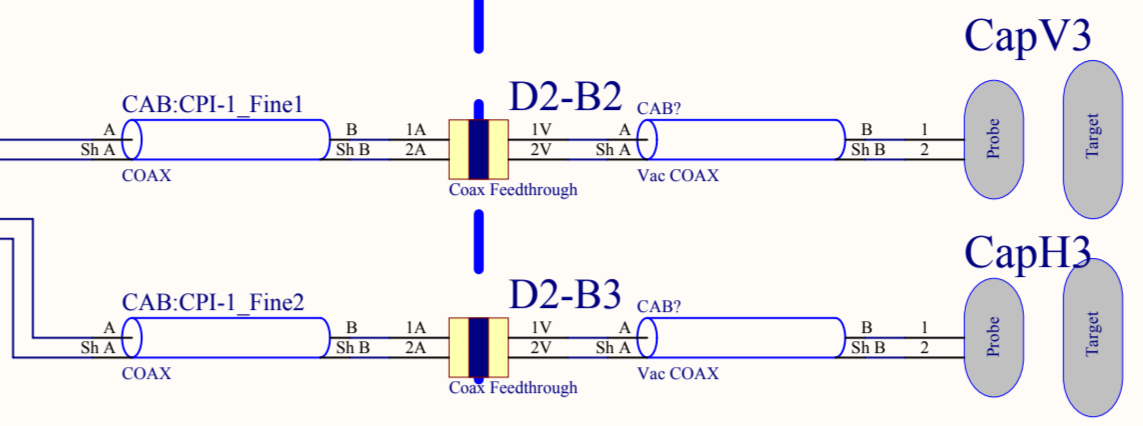 CapV3
CAB:CPI-1_Fine1
D2-B2
CAB?
A B 1A 1V A B 1
Sh A Sh B 2A 2V Sh A Sh B 2
Probe
Target
COAX
Coax Feedthrough
Vac COAX
CapH3
CAB:CPI-1_Fine2
D2-B3
CAB?
A B 1A 1V A B 1
Sh A Sh B 2A 2V Sh A Sh B 2
Probe
Target
COAX
Coax Feedthrough
Vac COAX